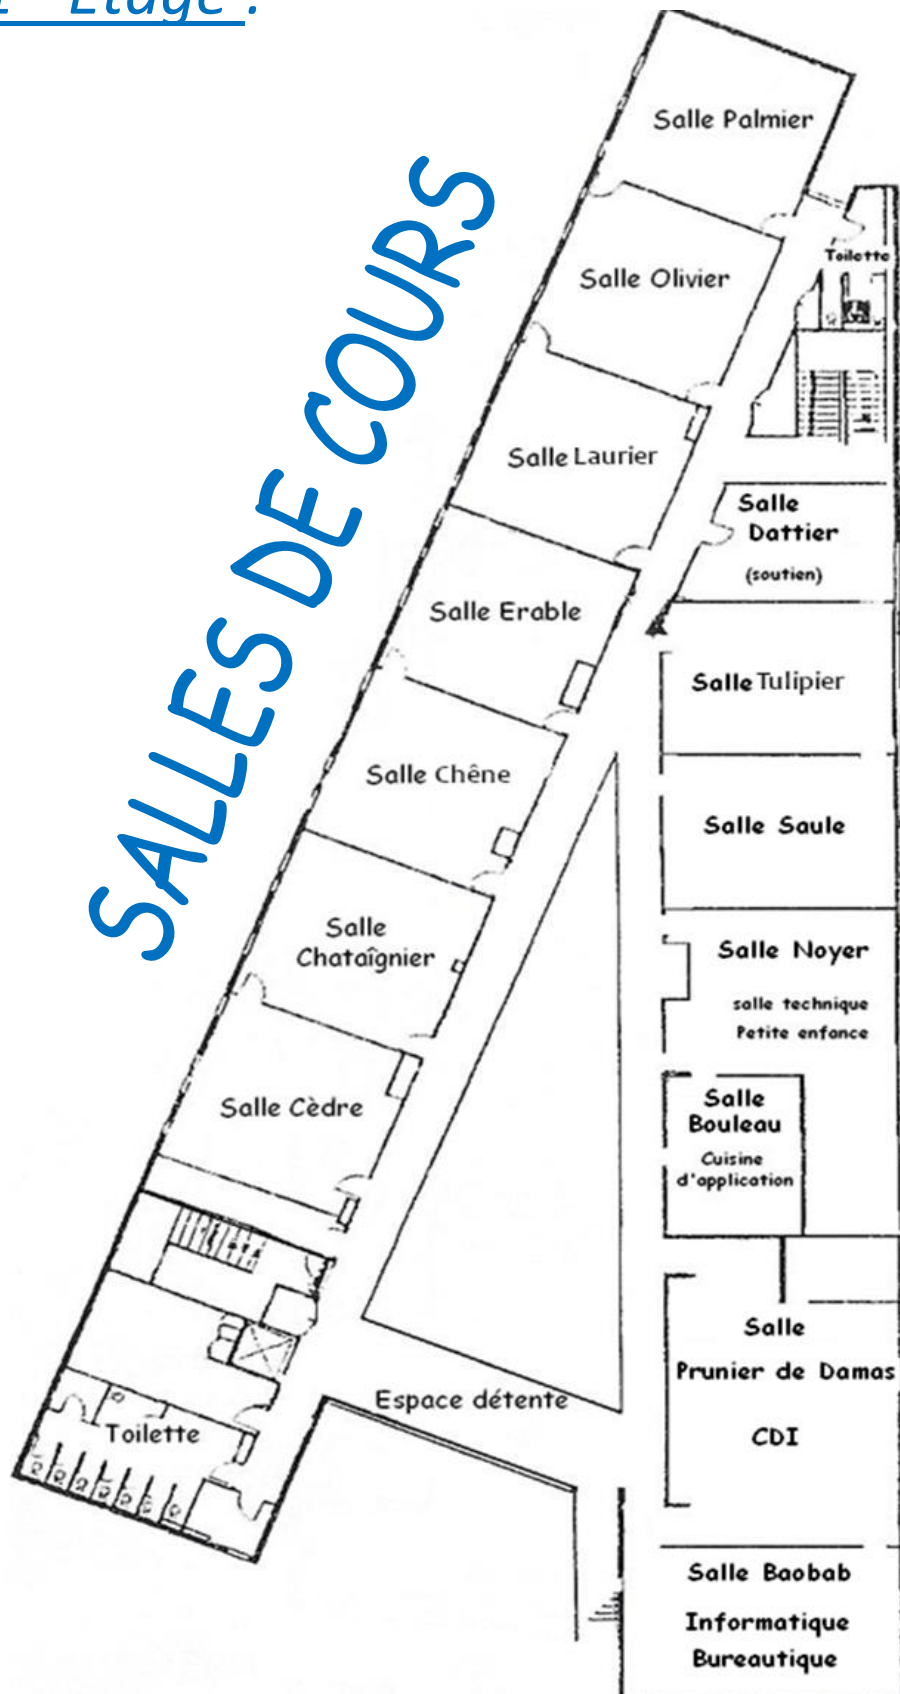 Etage :
SALLES DE COURS
Salle Palmier
Toilette
Salle Olivier
Salle Laurier
Salle
Dattier
(soutien)
Salle Erable
Salle Tulipier
Salle Chêne
Salle Saule
Salle
Chataîgnier
Salle Noyer
salle technique
Petite enfance
Salle Cèdre
Salle
Bouleau
Cuisine
d'application
Salle
Prunier de Damas
CDI
Espace détente
Toilette
Salle Baobab
Informatique
Bureautique